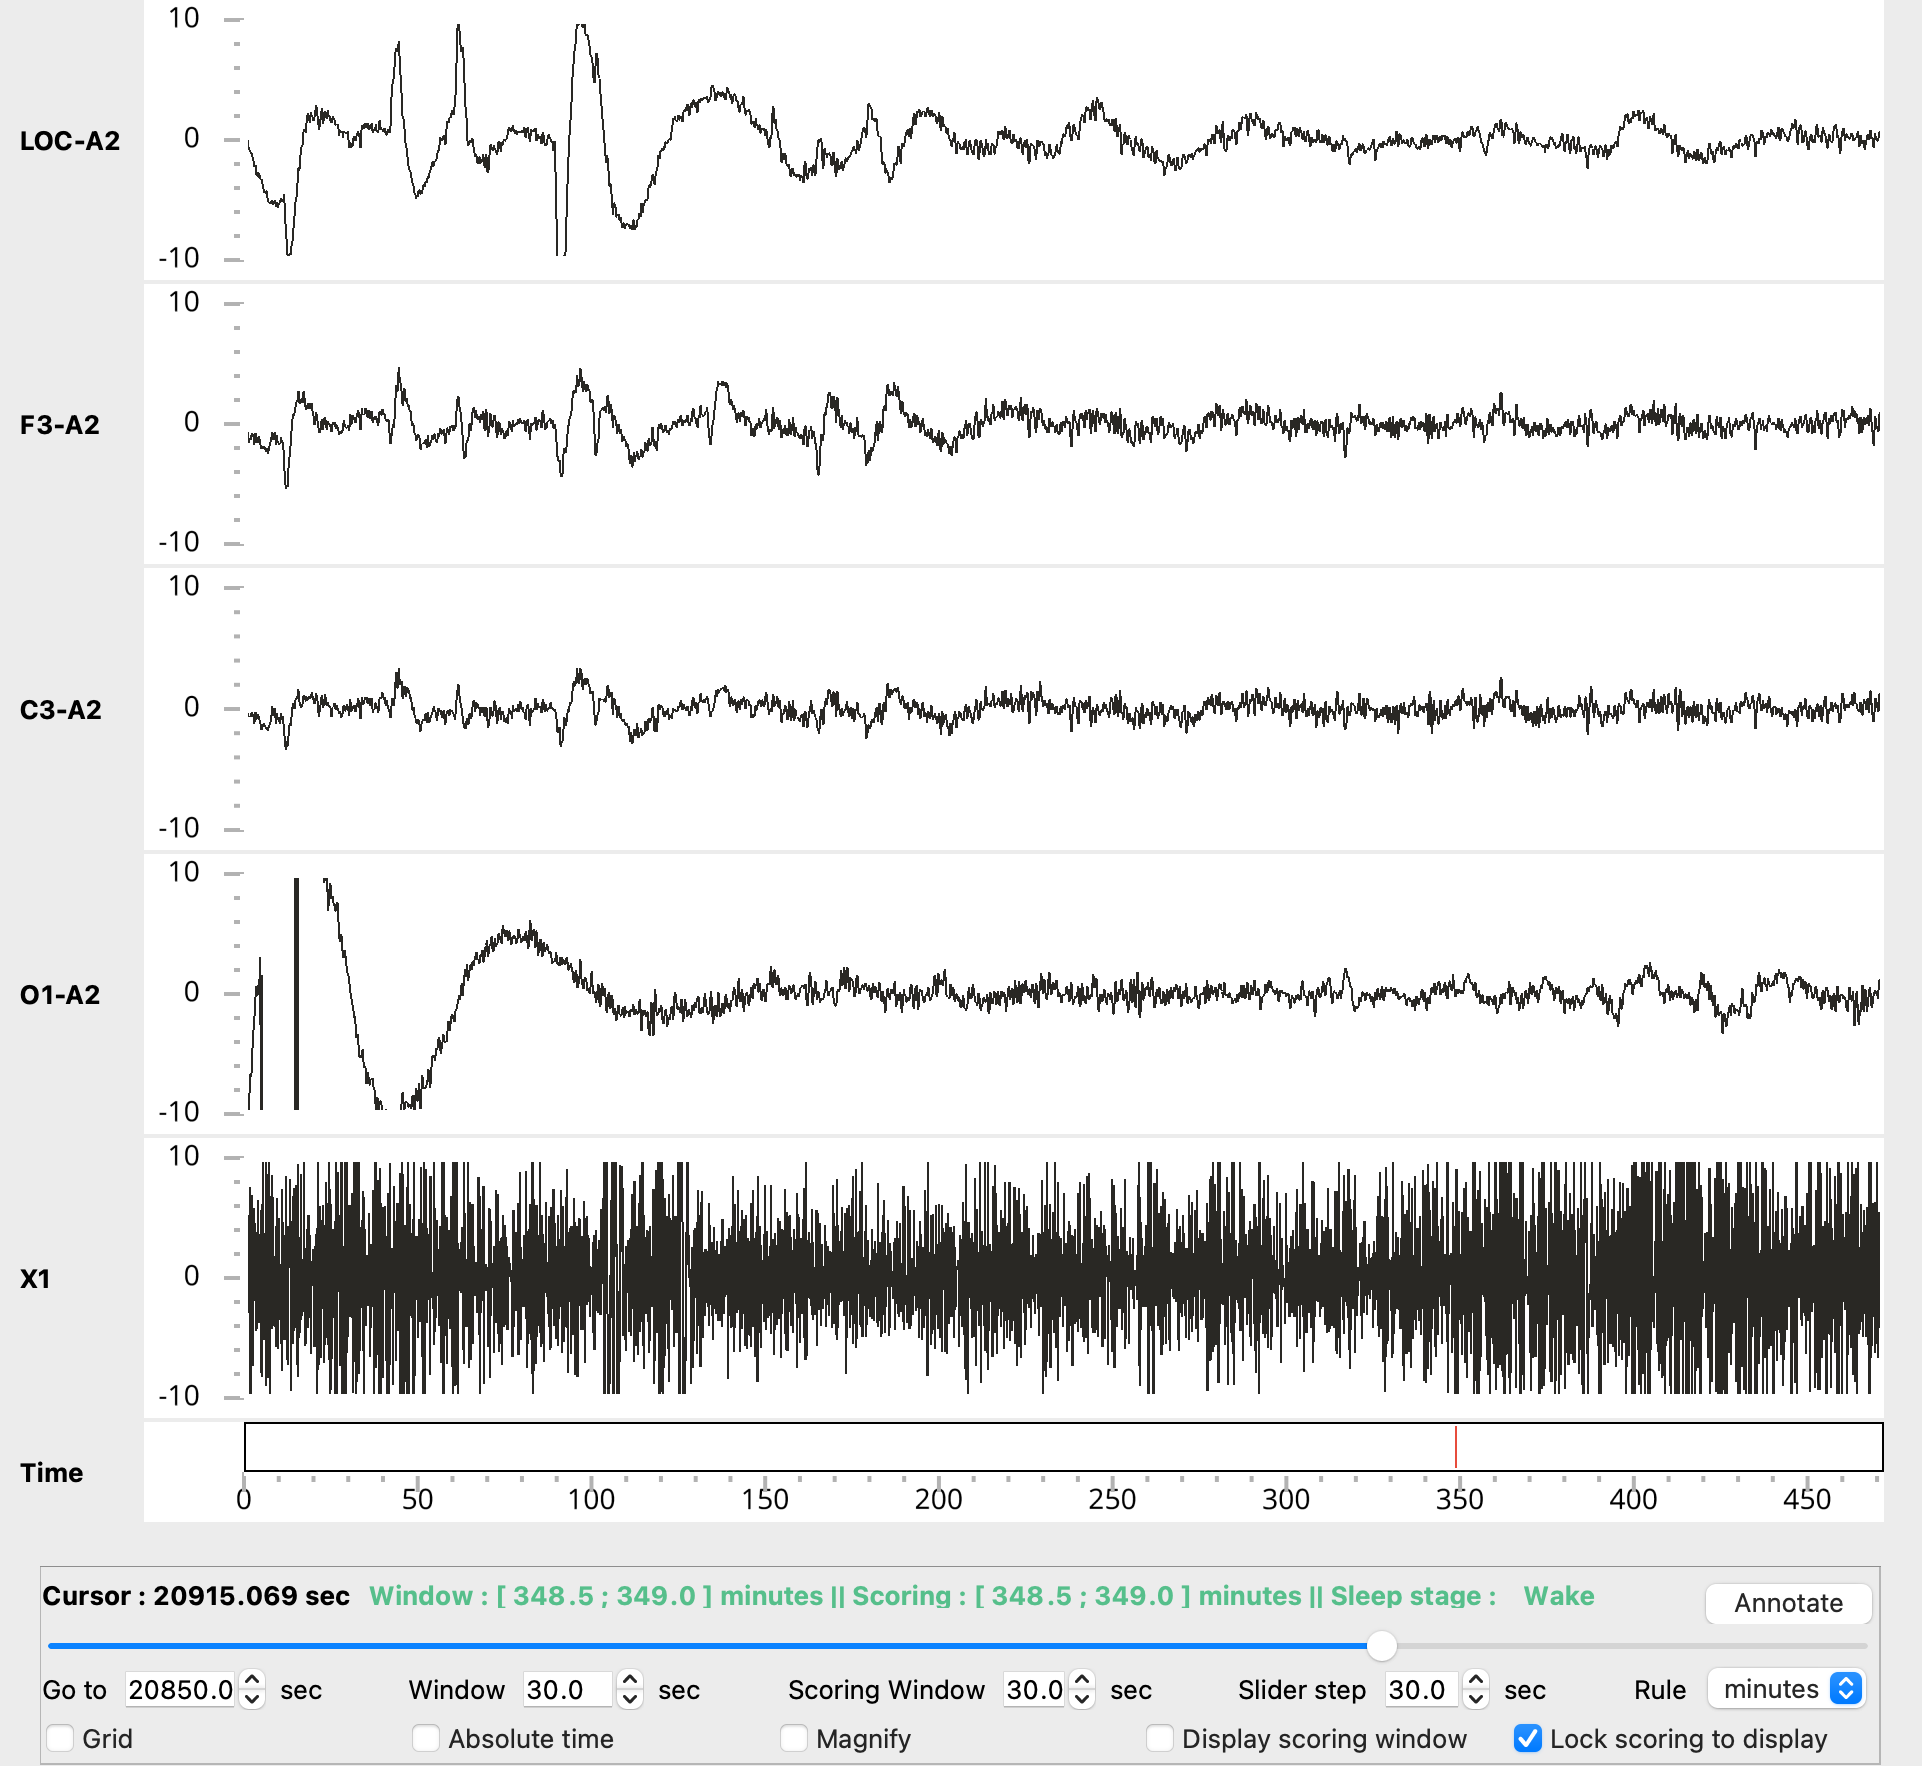 10
LOC-A2 0
-10
10
F3-A2 0
-10
10
C3-A2 0
-10
10
O1-A2 0
-10
10
X1 0
-10
Time
0 50 100 150 200 250 300 350 400 450
Cursor : 20915.069 sec Window : [ 348.5 ; 349.0 ] minutes || Scoring : [ 348.5 ; 349.0 ] minutes || Sleep stage : Wake Annotate
Go to 20850.0 sec Window 30.0 sec Scoring Window 30.0 sec Slider step 30.0 sec Rule minutes
Grid Absolute time Magnify Display scoring window Lock scoring to display